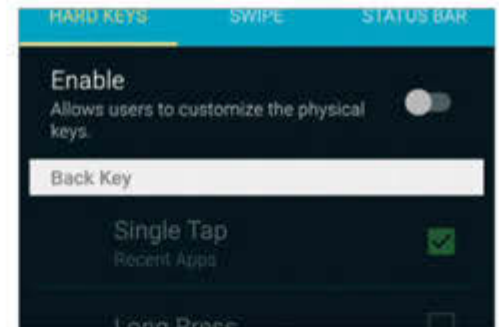 HARD KEYS SWIPE STATUS BAR
Enable
Allows users to customize the physical
keys.
Back Key
Single Tap
Recent Apps
Long Press